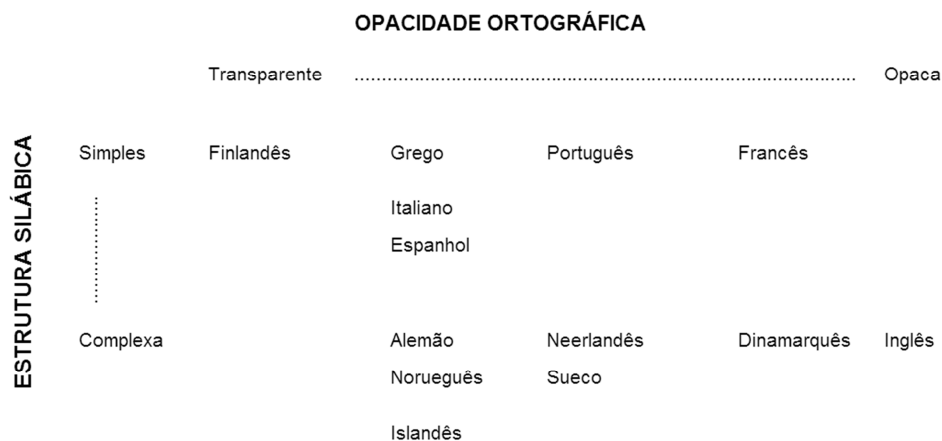 OPACIDADE ORTOGRÁFICA
Transparente ........................................................................................... Opaca
ESTRUTURA SILÁBICA
Simples Finlandês Grego Português Francês
Italiano
Espanhol
Complexa Alemão Neerlandês Dinamarquês Inglês
Norueguês Sueco
Islandês